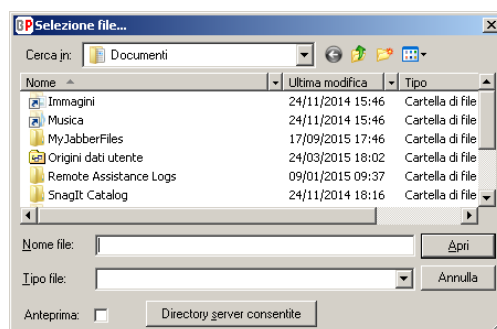 BP Selezione file...
Cerca in: Documenti
Nome Ultima modifica Tipo
Immagini 24/11/2014 15:46 Cartella di file
Musica 24/11/2014 15:46 Cartella di file
MyJabberFiles 17/09/2015 17:46 Cartella di file
Origini dati utente 24/03/2015 18:02 Cartella di file
Remote Assistance Logs 09/01/2015 09:37 Cartella di file
SnagIt Catalog 24/11/2014 18:16 Cartella di file
Nome file: Apri
Tipo file: Annulla
Anteprima: Directory server consentite